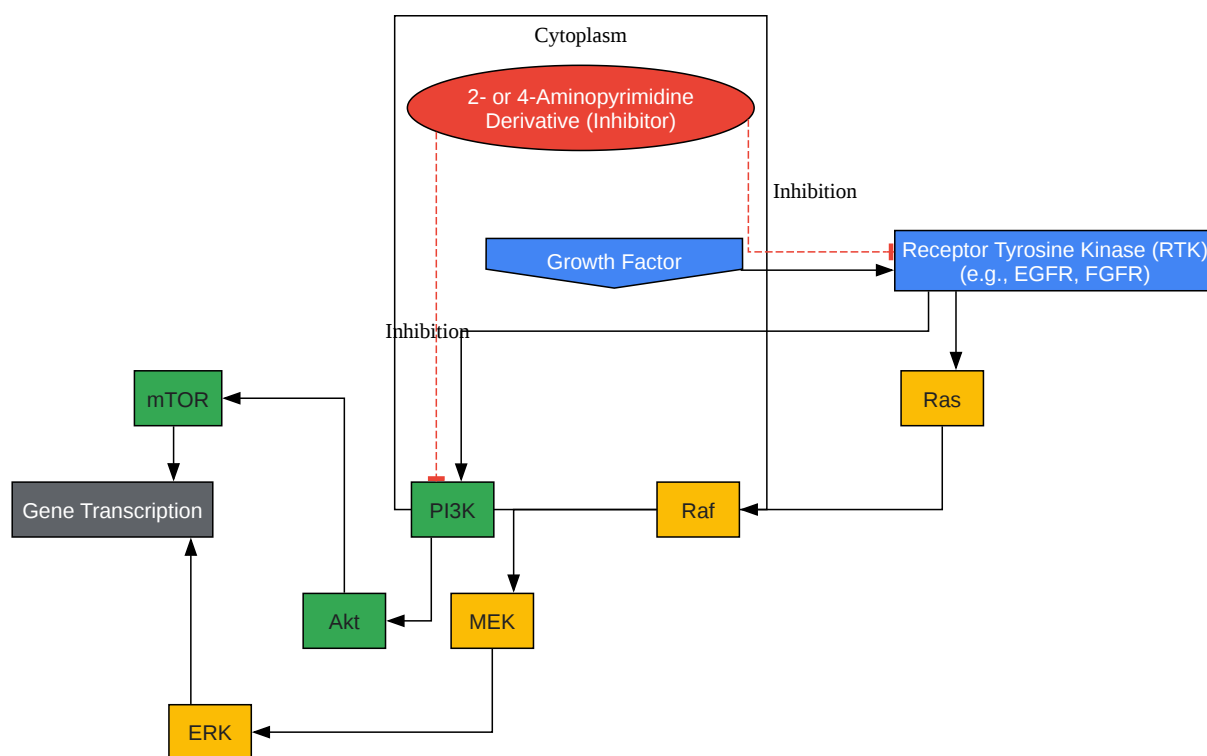 Cytoplasm
2- or 4-Aminopyrimidine
Derivative (Inhibitor)
Inhibition
Receptor Tyrosine Kinase (RTK)
(e.g., EGFR, FGFR)
Growth Factor
Inhibition
mTOR
Ras
Gene Transcription
PI3K
Raf
Akt
MEK
ERK